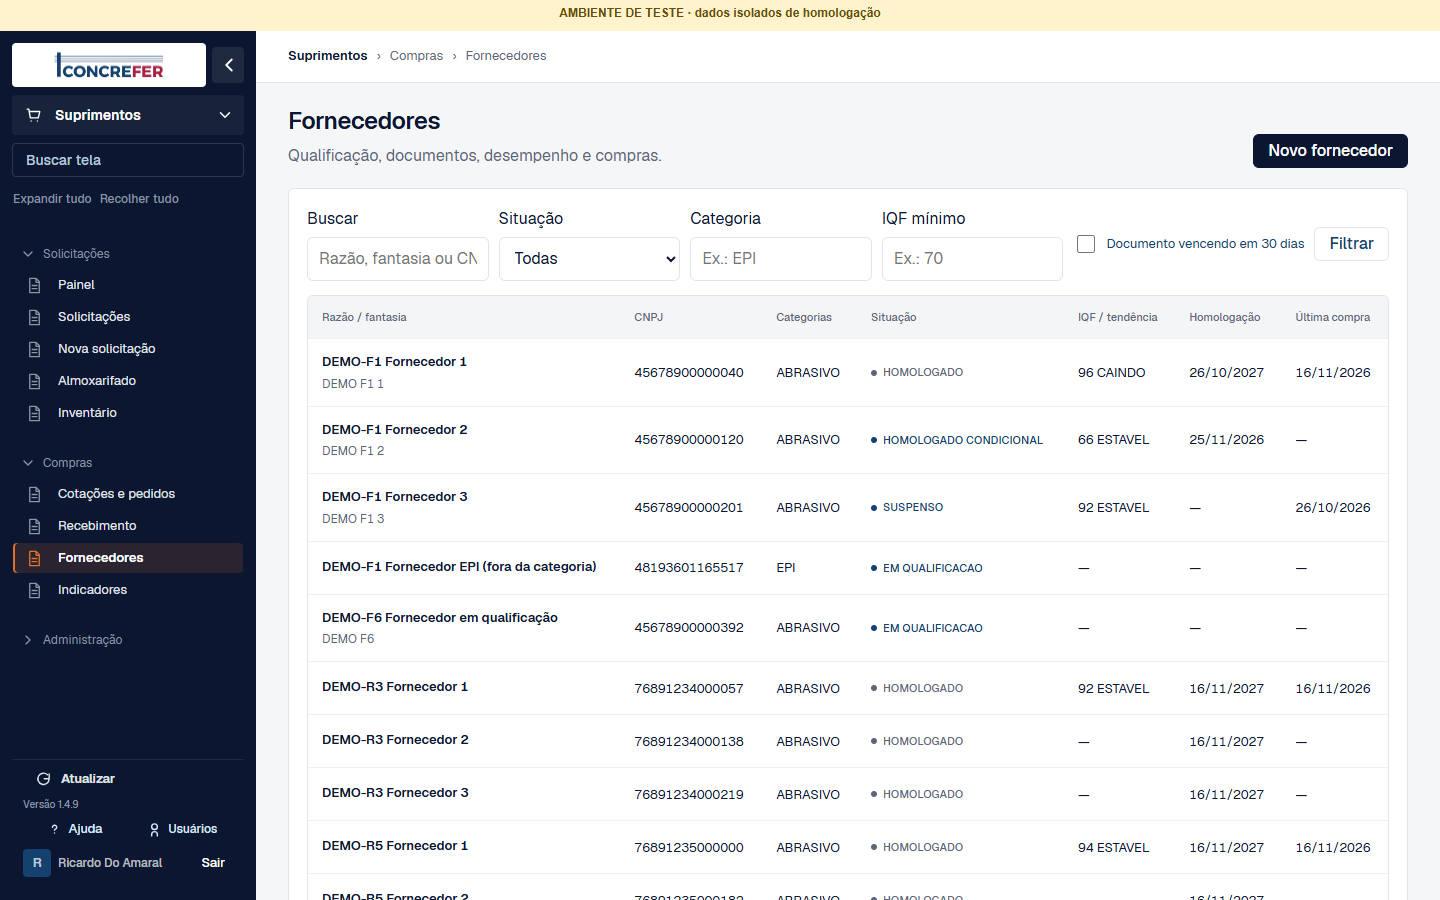 AMBIENTE DE TESTE · dados isolados de homologação
CONCREFER
Suprimentos
Buscar tela
Expandir tudo Recolher tudo
Solicitações
Painel
Solicitações
Nova solicitação
Almoxarifado
Inventário
Compras
Cotações e pedidos
Recebimento
Fornecedores
Indicadores
Administração
Atualizar
Versão 1.4.9
? Ajuda Usuários
R Ricardo Do Amaral Sair
Suprimentos › Compras › Fornecedores
Fornecedores
Qualificação, documentos, desempenho e compras.
Novo fornecedor
Buscar Situação Categoria IQF mínimo
Razão, fantasia ou CN Todas Ex.: EPI Ex.: 70 Documento vencendo em 30 dias Filtrar
Razão / fantasia CNPJ Categorias Situação IQF / tendência Homologação Última compra
DEMO-F1 Fornecedor 1
DEMO F1 1
45678900000040 ABRASIVO HOMOLOGADO 96 CAINDO 26/10/2027 16/11/2026
DEMO-F1 Fornecedor 2
DEMO F1 2
45678900000120 ABRASIVO HOMOLOGADO CONDICIONAL 66 ESTAVEL 25/11/2026 —
DEMO-F1 Fornecedor 3
DEMO F1 3
45678900000201 ABRASIVO SUSPENSO 92 ESTAVEL — 26/10/2026
DEMO-F1 Fornecedor EPI (fora da categoria) 48193601165517 EPI EM QUALIFICACAO — — —
DEMO-F6 Fornecedor em qualificação
DEMO F6
45678900000392 ABRASIVO EM QUALIFICACAO — — —
DEMO-R3 Fornecedor 1 76891234000057 ABRASIVO HOMOLOGADO 92 ESTAVEL 16/11/2027 16/11/2026
DEMO-R3 Fornecedor 2 76891234000138 ABRASIVO HOMOLOGADO — 16/11/2027 —
DEMO-R3 Fornecedor 3 76891234000219 ABRASIVO HOMOLOGADO — 16/11/2027 —
DEMO-R5 Fornecedor 1 76891235000000 ABRASIVO HOMOLOGADO 94 ESTAVEL 16/11/2027 16/11/2026
DEMO-R5 Fornecedor 2 76891235000182 ABRASIVO HOMOLOGADO 16/11/2027